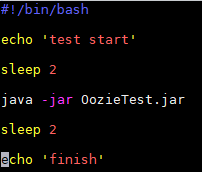 #!/bin/bash
echo 'test start'
sleep 2
java -jar OozieTest.jar
sleep 2
echo 'finish'